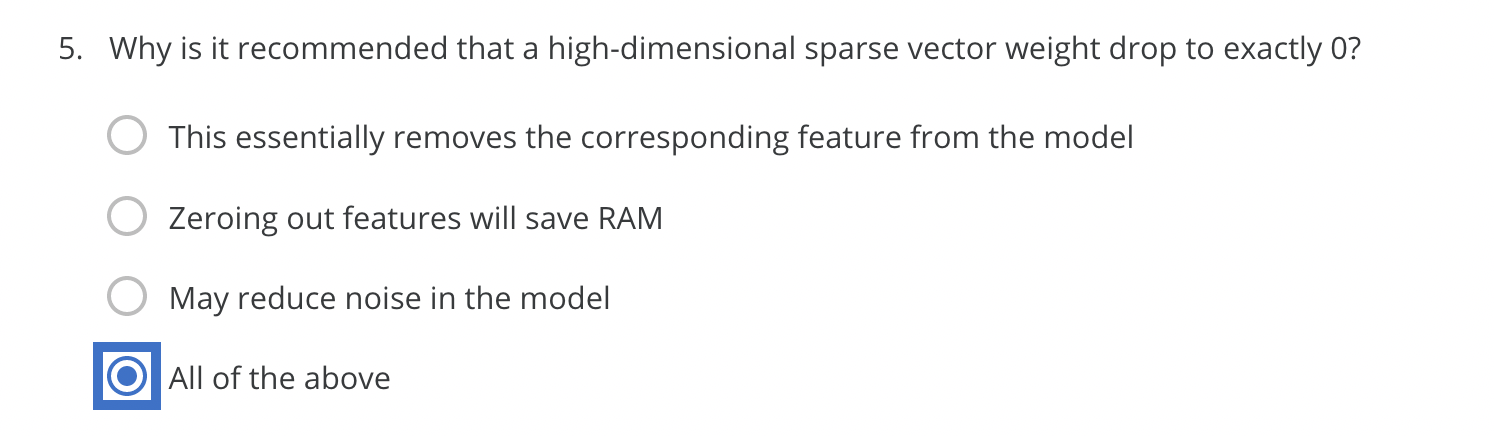 5. Why is it recommended that a high-dimensional sparse vector weight drop to exactly 0?
This essentially removes the corresponding feature from the model
Zeroing out features will save RAM
May reduce noise in the model
All of the above